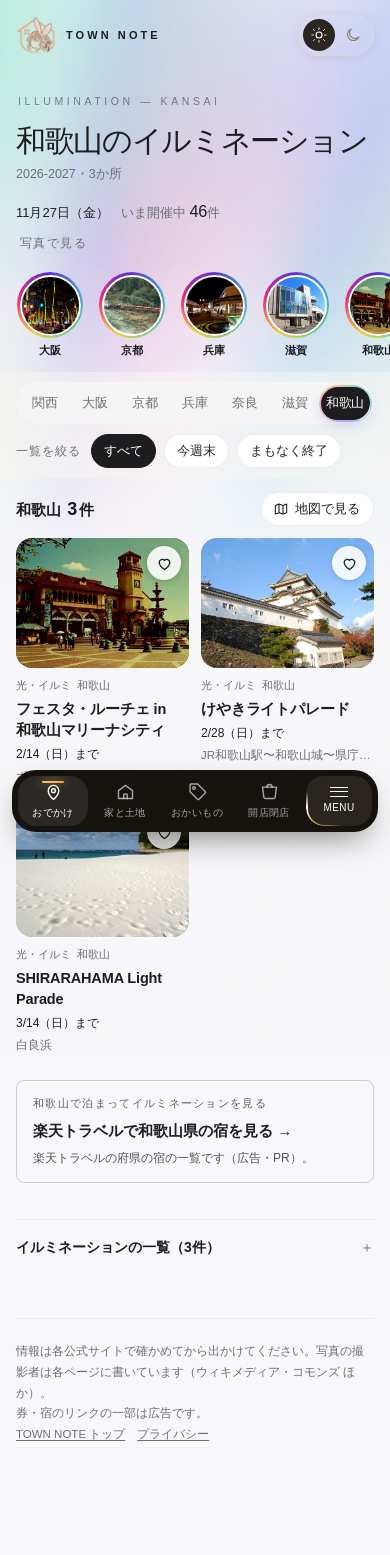 TOWN NOTE
ILLUMINATION — KANSAI
和歌山のイルミネーション
2026-2027・3か所
11月27日（金） いま開催中 46件
写真で見る
大阪 京都 兵庫 滋賀 和歌山
関西 大阪 京都 兵庫 奈良 滋賀 和歌山
一覧を絞る すべて 今週末 まもなく終了
和歌山 3件 地図で見る
光・イルミ 和歌山
フェスタ・ルーチェ in
和歌山マリーナシティ
2/14（日）まで
光・イルミ 和歌山
けやきライトパレード
2/28（日）まで
JR和歌山駅〜和歌山城〜県庁…
おでかけ 家と土地 おかいもの 開店閉店 MENU
光・イルミ 和歌山
SHIRARAHAMA Light
Parade
3/14（日）まで
白良浜
和歌山で泊まってイルミネーションを見る
楽天トラベルで和歌山県の宿を見る →
楽天トラベルの府県の宿の一覧です（広告・PR）。
イルミネーションの一覧（3件） +
情報は各公式サイトで確かめてから出かけてください。写真の撮
影者は各ページに書いています（ウィキメディア・コモンズ ほ
か）。
券・宿のリンクの一部は広告です。
TOWN NOTE トップ プライバシー